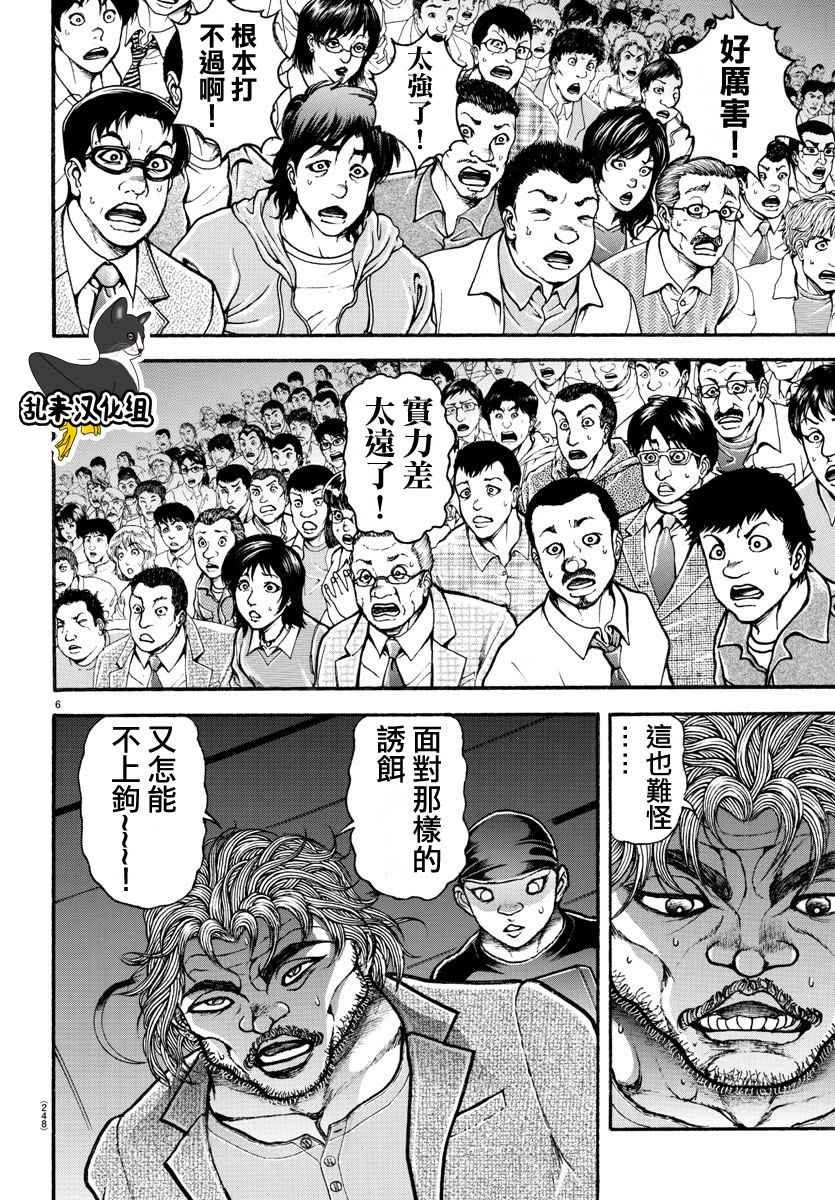 好厲害！
太強了！
根本打
不過啊！
乱来汉化组
實力差
太遠了！
6
這也難怪
……
面對那樣的
誘餌
又怎能
不上鉤~~~！
(248)